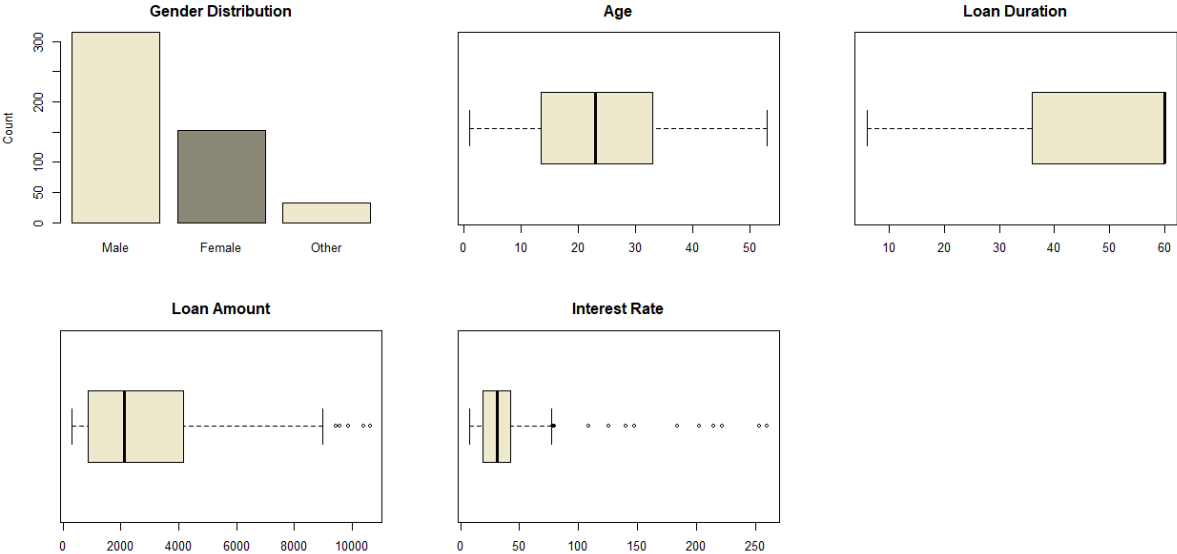 Gender Distribution
Count
0 50 100 200 300
Male Female Other
Age
0 10 20 30 40 50
Loan Duration
10 20 30 40 50 60
Loan Amount
0 2000 4000 6000 8000 10000
Interest Rate
0 50 100 150 200 250